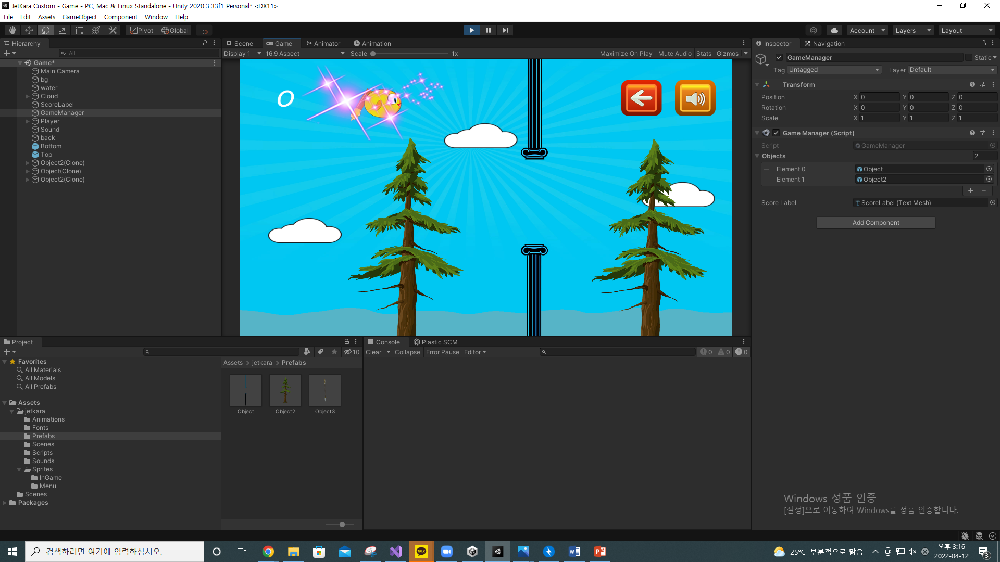 JetKara Custom - Game - PC, Mac & Linux Standalone - Unity 2020.3.33f1 Personal* <DX11>
File Edit Assets GameObject Component Window Help
Pivot Global Account Layers Layout
Hierarchy
All
Game*
Main Camera
bg
water
Cloud
ScoreLabel
GameManager
Player
Sound
back
Bottom
Top
Object2(Clone)
Object(Clone)
Object2(Clone)
Scene Game Animator Animation
Display 1 16:9 Aspect Scale 1x Maximize On Play Mute Audio Stats Gizmos
0
Inspector Navigation
GameManager Static
Tag Untagged Layer Default
Transform
Position X 0 Y 0 Z 0
Rotation X 0 Y 0 Z 0
Scale X 1 Y 1 Z 1
Game Manager (Script)
Script GameManager
Objects 2
Element 0 Object
Element 1 Object2
Score Label ScoreLabel (Text Mesh)
Add Component
Project
10
Favorites
All Materials
All Models
All Prefabs
Assets
jetkara
Animations
Fonts
Prefabs
Scenes
Scripts
Sounds
Sprites
InGame
Menu
Scenes
Packages
Assets > jetkara > Prefabs
Object Object2 Object3
Console Plastic SCM
Clear Collapse Error Pause Editor 0 0 0
Windows 정품 인증
[설정]으로 이동하여 Windows를 정품 인증합니다.
검색하려면 여기에 입력하십시오.
TALK
25°C 부분적으로 맑음
오후 3:16
2022-04-12
3